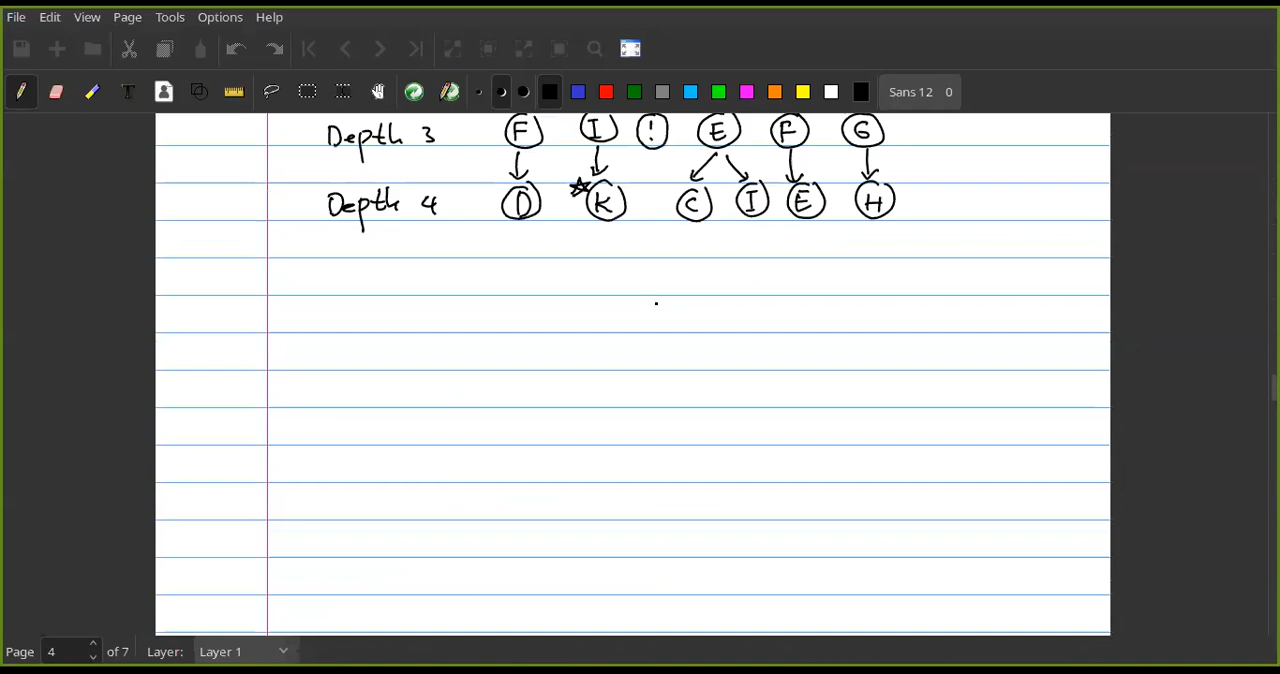 File Edit View Page Tools Options Help
Sans 12 0
Depth 3 F I ! E F G
Depth 4 D ☆ K C I E H
Page 4 of 7 Layer: Layer 1